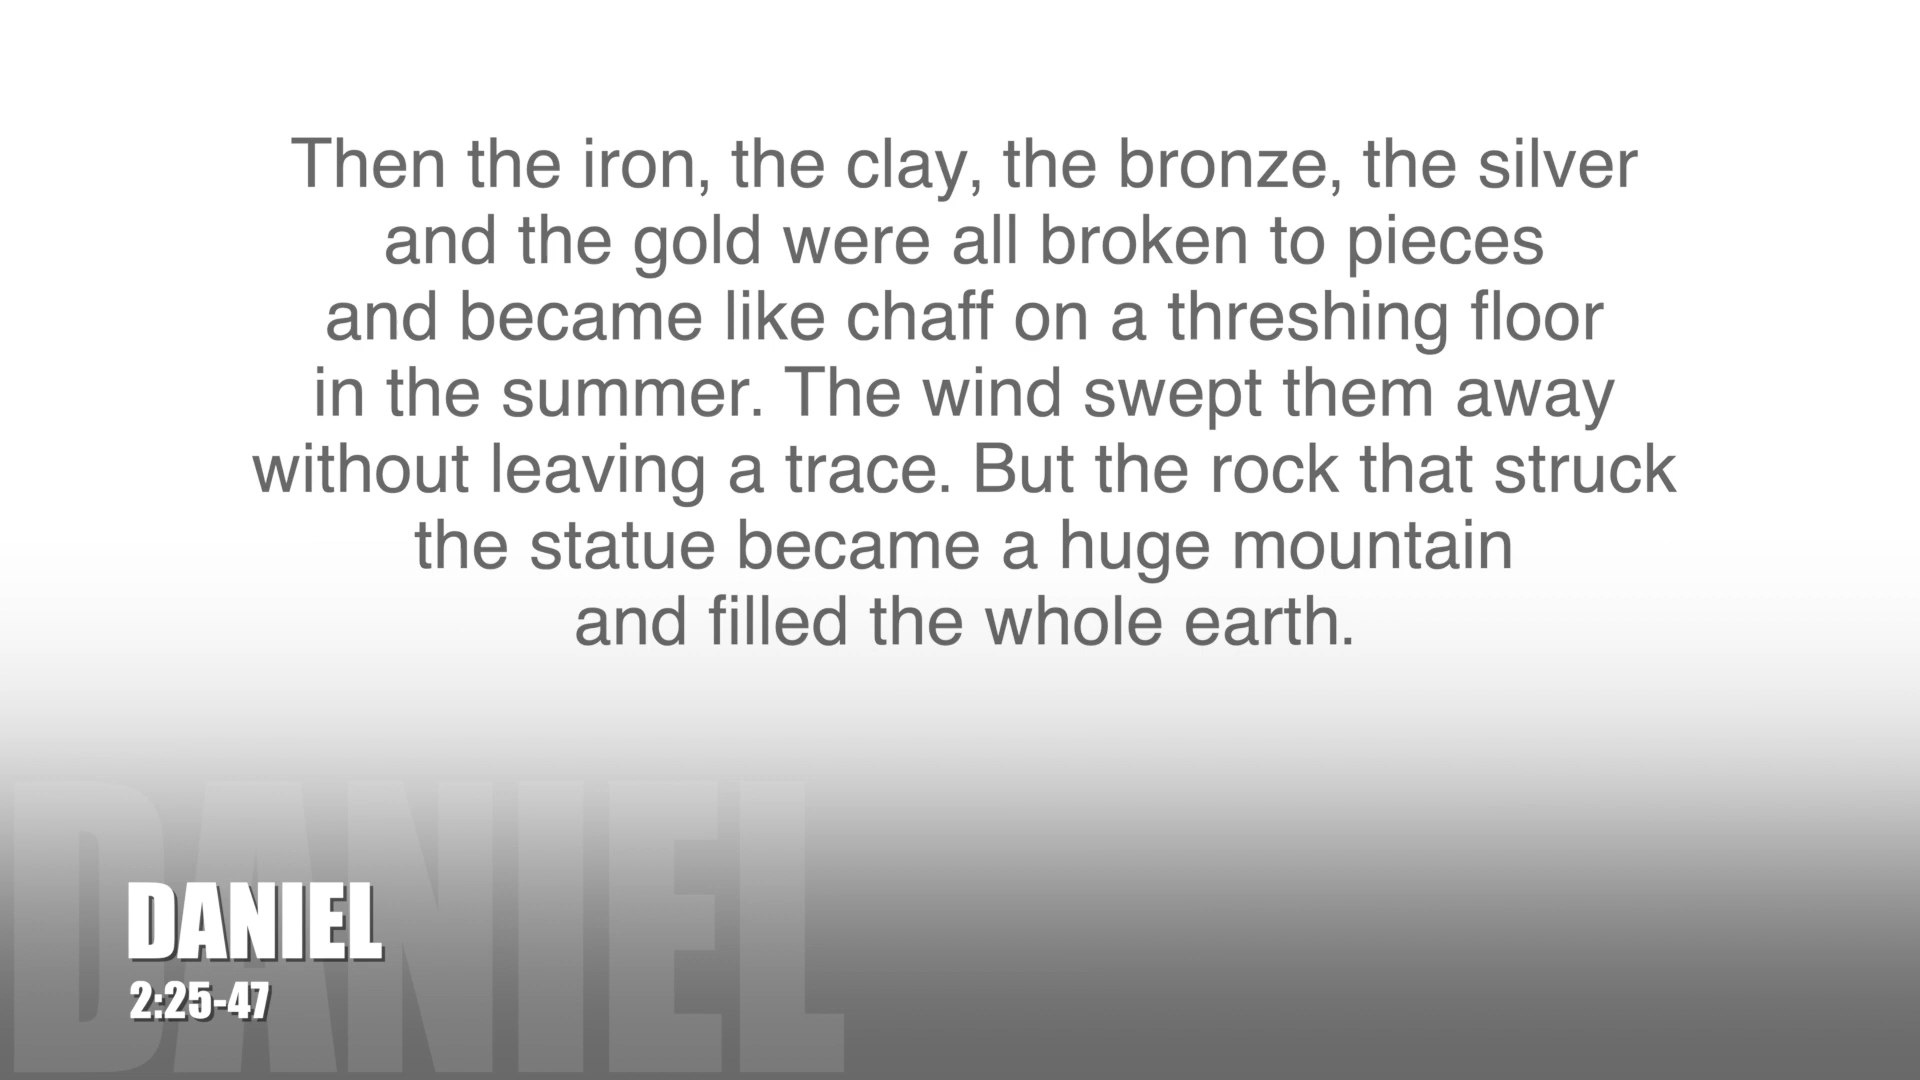 Then the iron, the clay, the bronze, the silver
and the gold were all broken to pieces
and became like chaff on a threshing floor
in the summer. The wind swept them away
without leaving a trace. But the rock that struck
the statue became a huge mountain
and filled the whole earth.
DANIEL
DANIEL
2:25-47